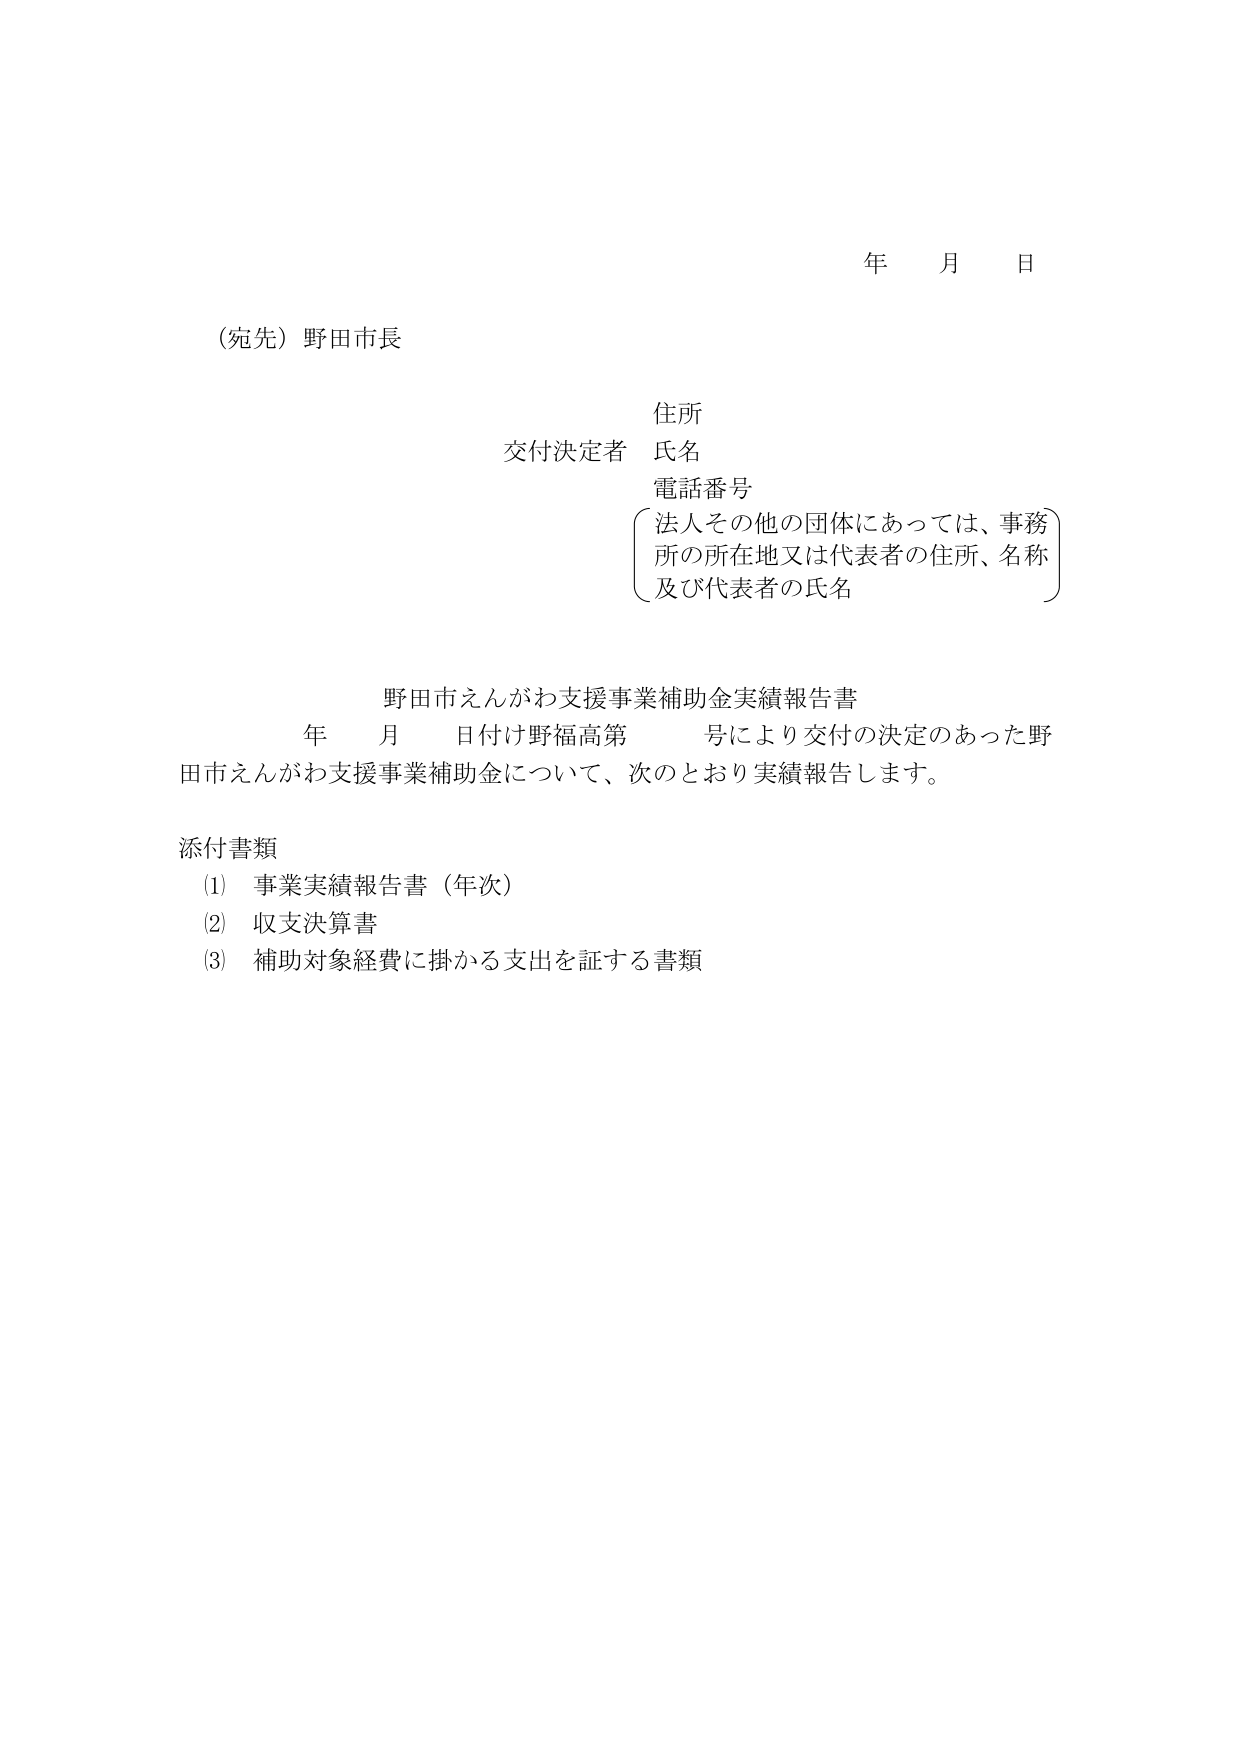 年　　月　　日
（宛先）野田市長
住所
交付決定者　氏名
電話番号
法人その他の団体にあっては、事務
所の所在地又は代表者の住所、名称
及び代表者の氏名
野田市えんがわ支援事業補助金実績報告書
年　　月　　日付け野福高第　　　号により交付の決定のあった野
田市えんがわ支援事業補助金について、次のとおり実績報告します。
添付書類
⑴　事業実績報告書（年次）
⑵　収支決算書
⑶　補助対象経費に掛かる支出を証する書類